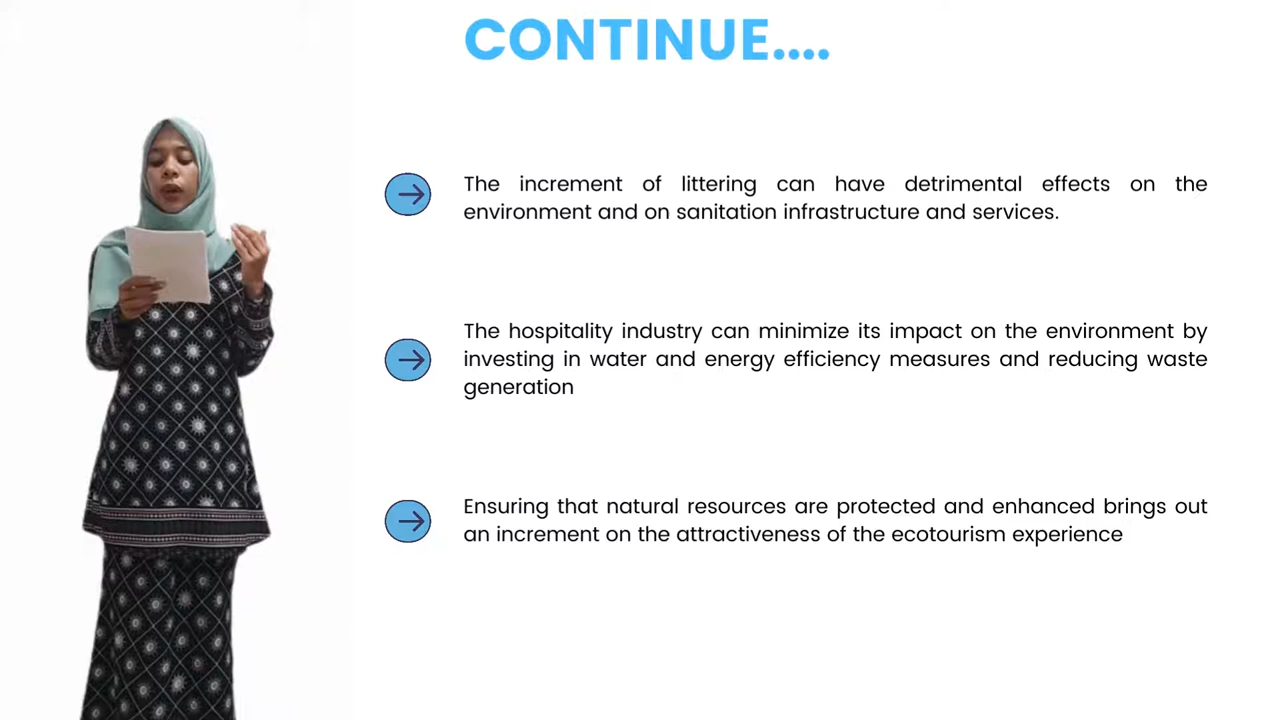 CONTINUE....
The increment of littering can have detrimental effects on the
environment and on sanitation infrastructure and services.
The hospitality industry can minimize its impact on the environment by
investing in water and energy efficiency measures and reducing waste
generation
Ensuring that natural resources are protected and enhanced brings out
an increment on the attractiveness of the ecotourism experience